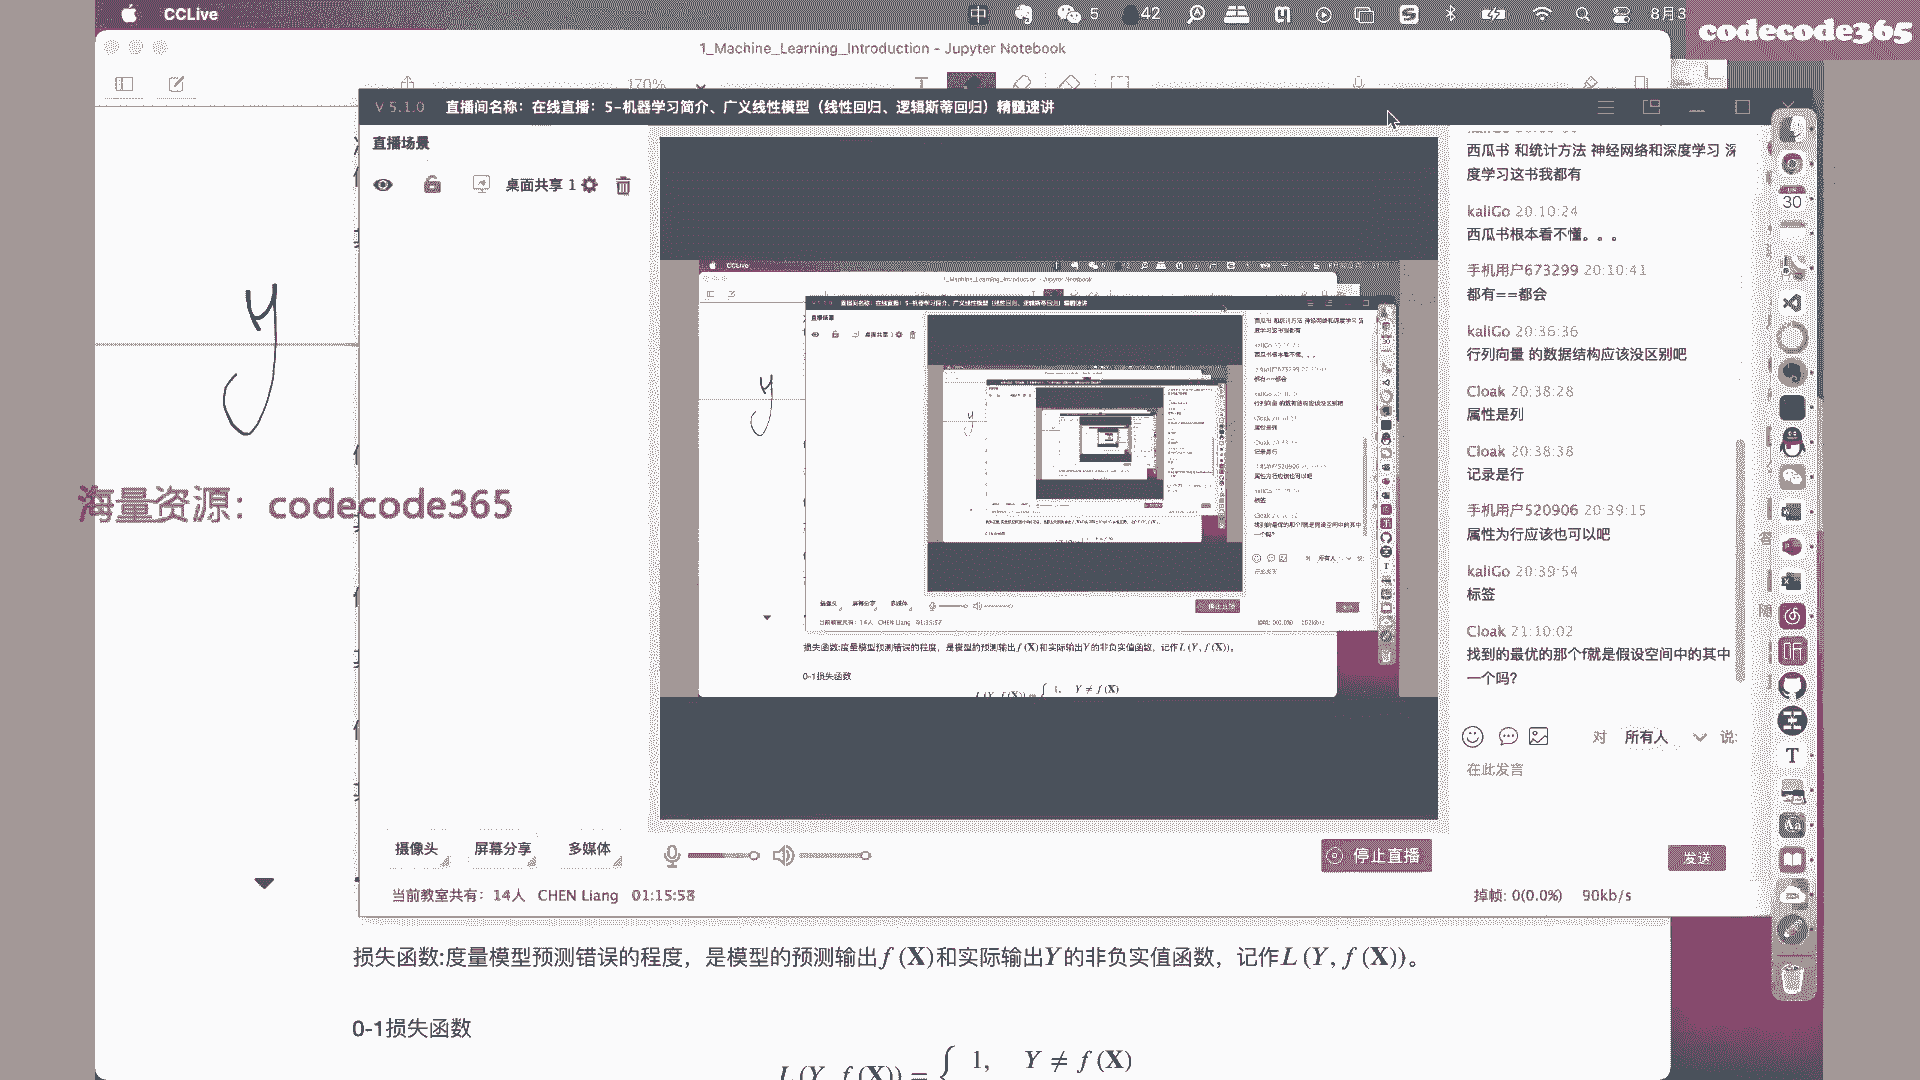 CCLive
中
5
42
8月3
codecode365
1_Machine_Learning_Introduction - Jupyter Notebook
170%
V 5.1.0 直播间名称：在线直播：5-机器学习简介、广义线性模型（线性回归、逻辑斯蒂回归）精髓速讲
直播场景
桌面共享 1
西瓜书 和统计方法 神经网络和深度学习 深
度学习这书我都有
kaliGo 20:10:24
西瓜书根本看不懂。。。
手机用户673299 20:10:41
都有==都会
kaliGo 20:36:36
行列向量 的数据结构应该没区别吧
Cloak 20:38:28
属性是列
Cloak 20:38:38
记录是行
手机用户520906 20:39:15
属性为行应该也可以吧
kaliGo 20:39:54
标签
Cloak 21:10:02
找到的最优的那个f就是假设空间中的其中
一个吗?
对 所有人 说:
在此发言
发送
30
y
海量资源：codecode365
摄像头 屏幕分享 多媒体
停止直播
当前教室共有：14人 CHEN Liang 01:15:58
掉帧: 0(0.0%) 90kb/s
损失函数:度量模型预测错误的程度，是模型的预测输出f (X)和实际输出Y的非负实值函数，记作L (Y, f (X))。
0-1损失函数
L (Y, f (X)) = { 1, Y ≠ f (X)